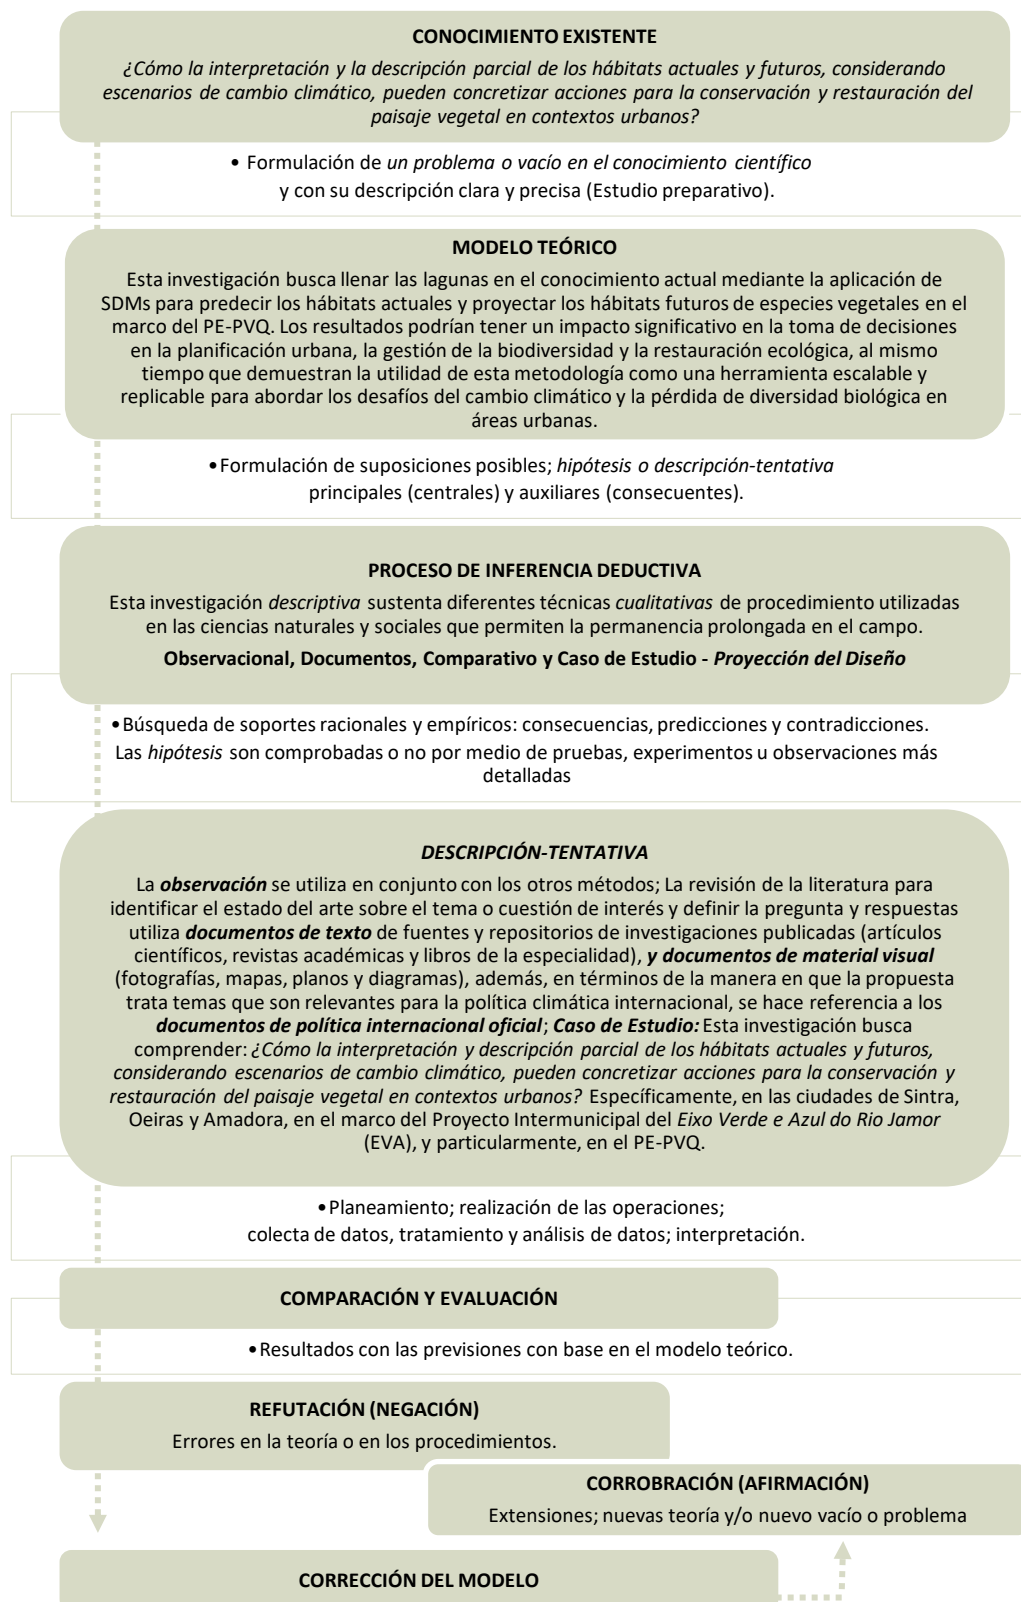 CONOCIMIENTO EXISTENTE
¿Cómo la interpretación y la descripción parcial de los hábitats actuales y futuros, considerando
escenarios de cambio climático, pueden concretizar acciones para la conservación y restauración del
paisaje vegetal en contextos urbanos?
• Formulación de un problema o vacío en el conocimiento científico
y con su descripción clara y precisa (Estudio preparativo).
MODELO TEÓRICO
Esta investigación busca llenar las lagunas en el conocimiento actual mediante la aplicación de
SDMs para predecir los hábitats actuales y proyectar los hábitats futuros de especies vegetales en el
marco del PE-PVQ. Los resultados podrían tener un impacto significativo en la toma de decisiones
en la planificación urbana, la gestión de la biodiversidad y la restauración ecológica, al mismo
tiempo que demuestran la utilidad de esta metodología como una herramienta escalable y
replicable para abordar los desafíos del cambio climático y la pérdida de diversidad biológica en
áreas urbanas.
•Formulación de suposiciones posibles; hipótesis o descripción-tentativa
principales (centrales) y auxiliares (consecuentes).
PROCESO DE INFERENCIA DEDUCTIVA
Esta investigación descriptiva sustenta diferentes técnicas cualitativas de procedimiento utilizadas
en las ciencias naturales y sociales que permiten la permanencia prolongada en el campo.
Observacional, Documentos, Comparativo y Caso de Estudio - Proyección del Diseño
•Búsqueda de soportes racionales y empíricos: consecuencias, predicciones y contradicciones.
Las hipótesis son comprobadas o no por medio de pruebas, experimentos u observaciones más
detalladas
DESCRIPCIÓN-TENTATIVA
La observación se utiliza en conjunto con los otros métodos; La revisión de la literatura para
identificar el estado del arte sobre el tema o cuestión de interés y definir la pregunta y respuestas
utiliza documentos de texto de fuentes y repositorios de investigaciones publicadas (artículos
científicos, revistas académicas y libros de la especialidad), y documentos de material visual
(fotografías, mapas, planos y diagramas), además, en términos de la manera en que la propuesta
trata temas que son relevantes para la política climática internacional, se hace referencia a los
documentos de política internacional oficial; Caso de Estudio: Esta investigación busca
comprender: ¿Cómo la interpretación y descripción parcial de los hábitats actuales y futuros,
considerando escenarios de cambio climático, pueden concretizar acciones para la conservación y
restauración del paisaje vegetal en contextos urbanos? Específicamente, en las ciudades de Sintra,
Oeiras y Amadora, en el marco del Proyecto Intermunicipal del Eixo Verde e Azul do Rio Jamor
(EVA), y particularmente, en el PE-PVQ.
•Planeamiento; realización de las operaciones;
colecta de datos, tratamiento y análisis de datos; interpretación.
COMPARACIÓN Y EVALUACIÓN
•Resultados con las previsiones con base en el modelo teórico.
REFUTACIÓN (NEGACIÓN)
Errores en la teoría o en los procedimientos.
CORROBRACIÓN (AFIRMACIÓN)
Extensiones; nuevas teoría y/o nuevo vacío o problema
CORRECCIÓN DEL MODELO